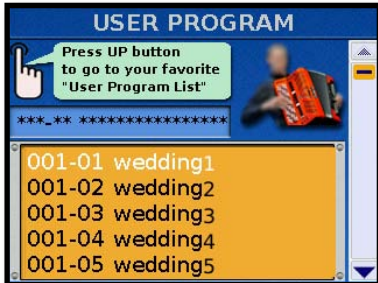 USER PROGRAM
Press UP button
to go to your favorite
"User Program List"
***-** ****************
001-01 wedding1
001-02 wedding2
001-03 wedding3
001-04 wedding4
001-05 wedding5